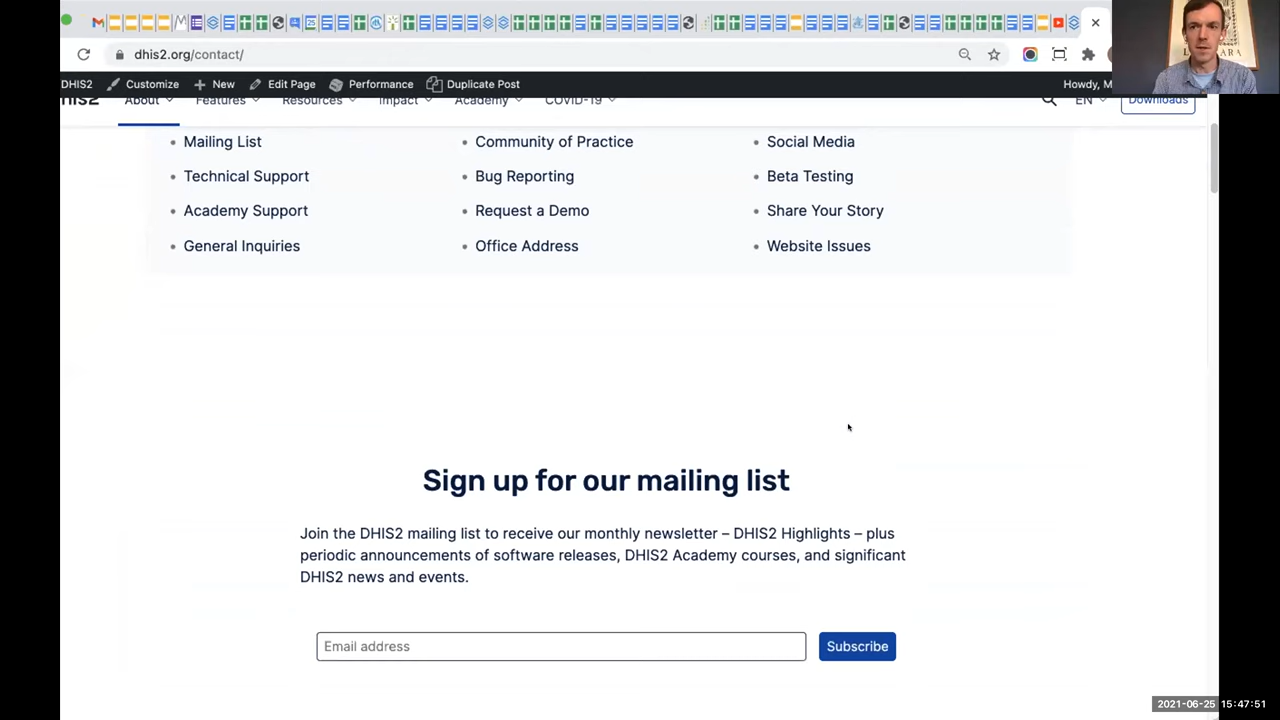 dhis2.org/contact/
DHIS2 Customize New Edit Page Performance Duplicate Post Howdy, M
About Features Resources Impact Academy COVID-19 EN Downloads
Mailing List
Technical Support
Academy Support
General Inquiries
Community of Practice
Bug Reporting
Request a Demo
Office Address
Social Media
Beta Testing
Share Your Story
Website Issues
Sign up for our mailing list
Join the DHIS2 mailing list to receive our monthly newsletter – DHIS2 Highlights – plus
periodic announcements of software releases, DHIS2 Academy courses, and significant
DHIS2 news and events.
Email address
Subscribe
2021-06-25 15:47:51